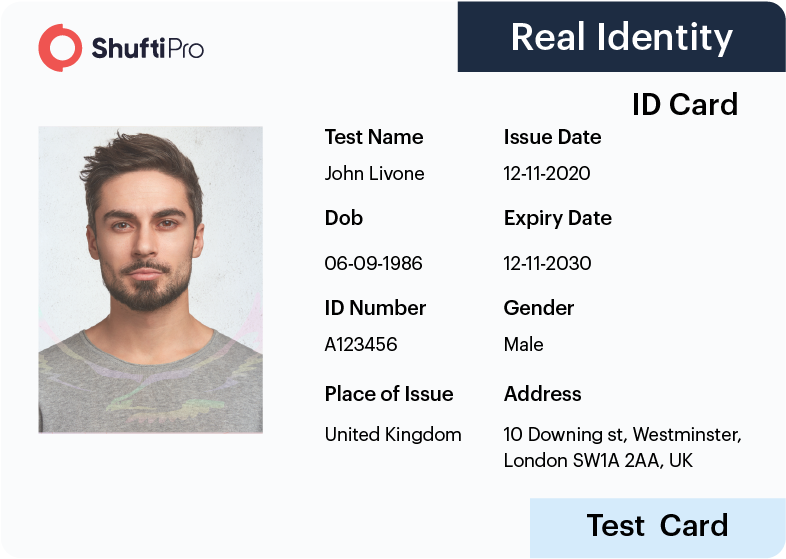 ShuftiPro
Real Identity
ID Card
Test Name
John Livone
Issue Date
12-11-2020
Dob
06-09-1986
Expiry Date
12-11-2030
ID Number
A123456
Gender
Male
Place of Issue
United Kingdom
Address
10 Downing st, Westminster,
London SW1A 2AA, UK
Test Card